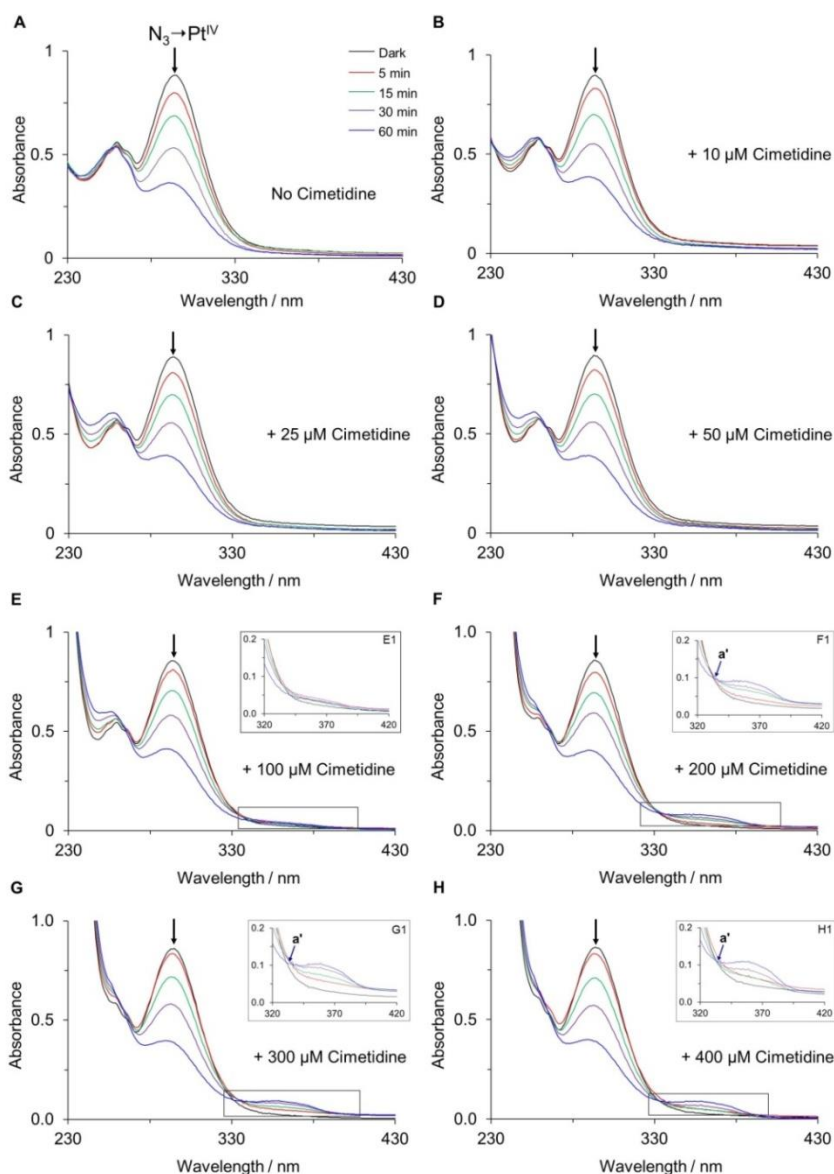 A
N₃→Ptᴵⱽ
1
0.5
0
Absorbance
230
330
430
Wavelength / nm
Dark
5 min
15 min
30 min
60 min
No Cimetidine
B
1
0.5
0
Absorbance
230
330
430
Wavelength / nm
+ 10 µM Cimetidine
C
1
0.5
0
Absorbance
230
330
430
Wavelength / nm
+ 25 µM Cimetidine
D
1
0.5
0
Absorbance
230
330
430
Wavelength / nm
+ 50 µM Cimetidine
E
1.0
0.5
0.0
Absorbance
230
330
430
Wavelength / nm
+ 100 µM Cimetidine
E1
0.2
0.1
0.0
320
370
420
F
1.0
0.5
0.0
Absorbance
230
330
430
Wavelength / nm
+ 200 µM Cimetidine
F1
a'
0.2
0.1
0.0
320
370
420
G
1.0
0.5
0.0
Absorbance
230
330
430
Wavelength / nm
+ 300 µM Cimetidine
G1
a'
0.2
0.1
0.0
320
370
420
H
1.0
0.5
0.0
Absorbance
230
330
430
Wavelength / nm
+ 400 µM Cimetidine
H1
a'
0.2
0.1
0.0
320
370
420